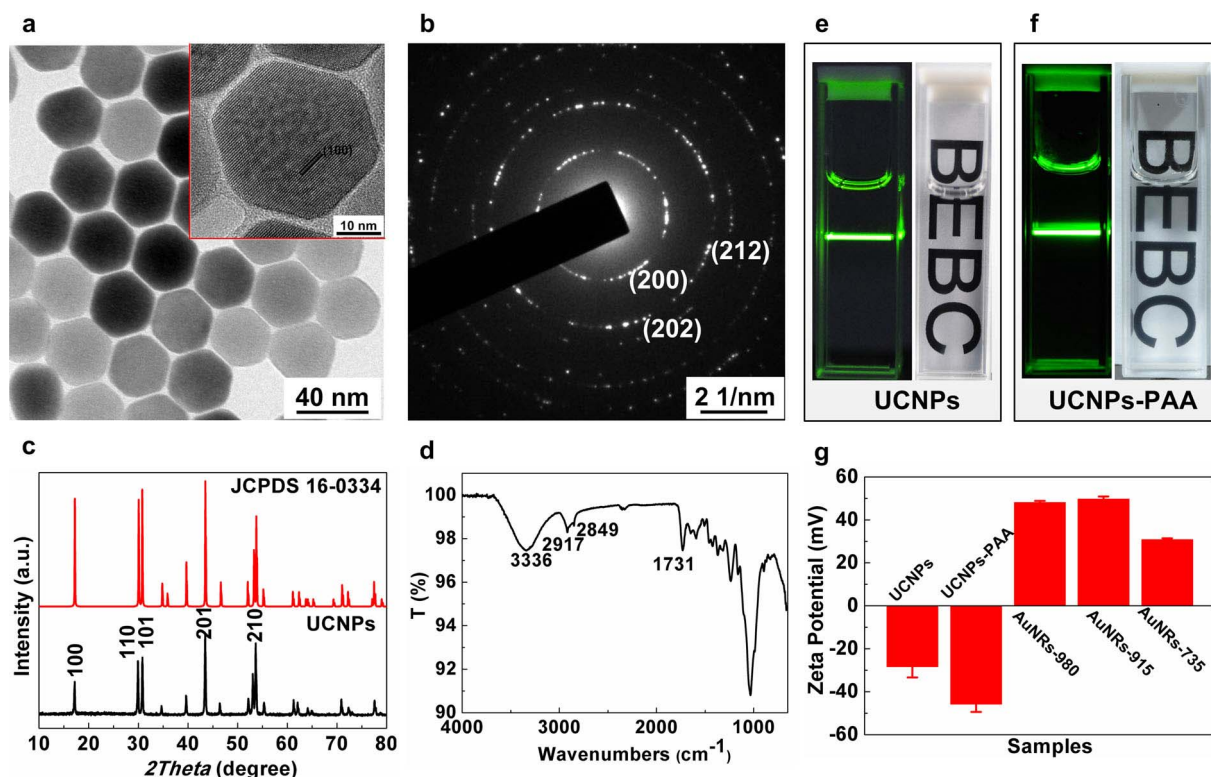 a
(100)
10 nm
40 nm
b
(212)
(200)
(202)
2 1/nm
e
BEBC
UCNPs
f
BEBC
UCNPs-PAA
c
JCPDS 16-0334
UCNPs
100
110
101
201
210
Intensity (a.u.)
10 20 30 40 50 60 70 80
2Theta (degree)
d
100
98
96
94
92
90
T (%)
3336
2917
2849
1731
4000 3000 2000 1000
Wavenumbers (cm-1)
g
60
40
20
0
-20
-40
-60
Zeta Potential (mV)
UCNPs
UCNPs-PAA
AuNRs-980
AuNRs-915
AuNRs-735
Samples